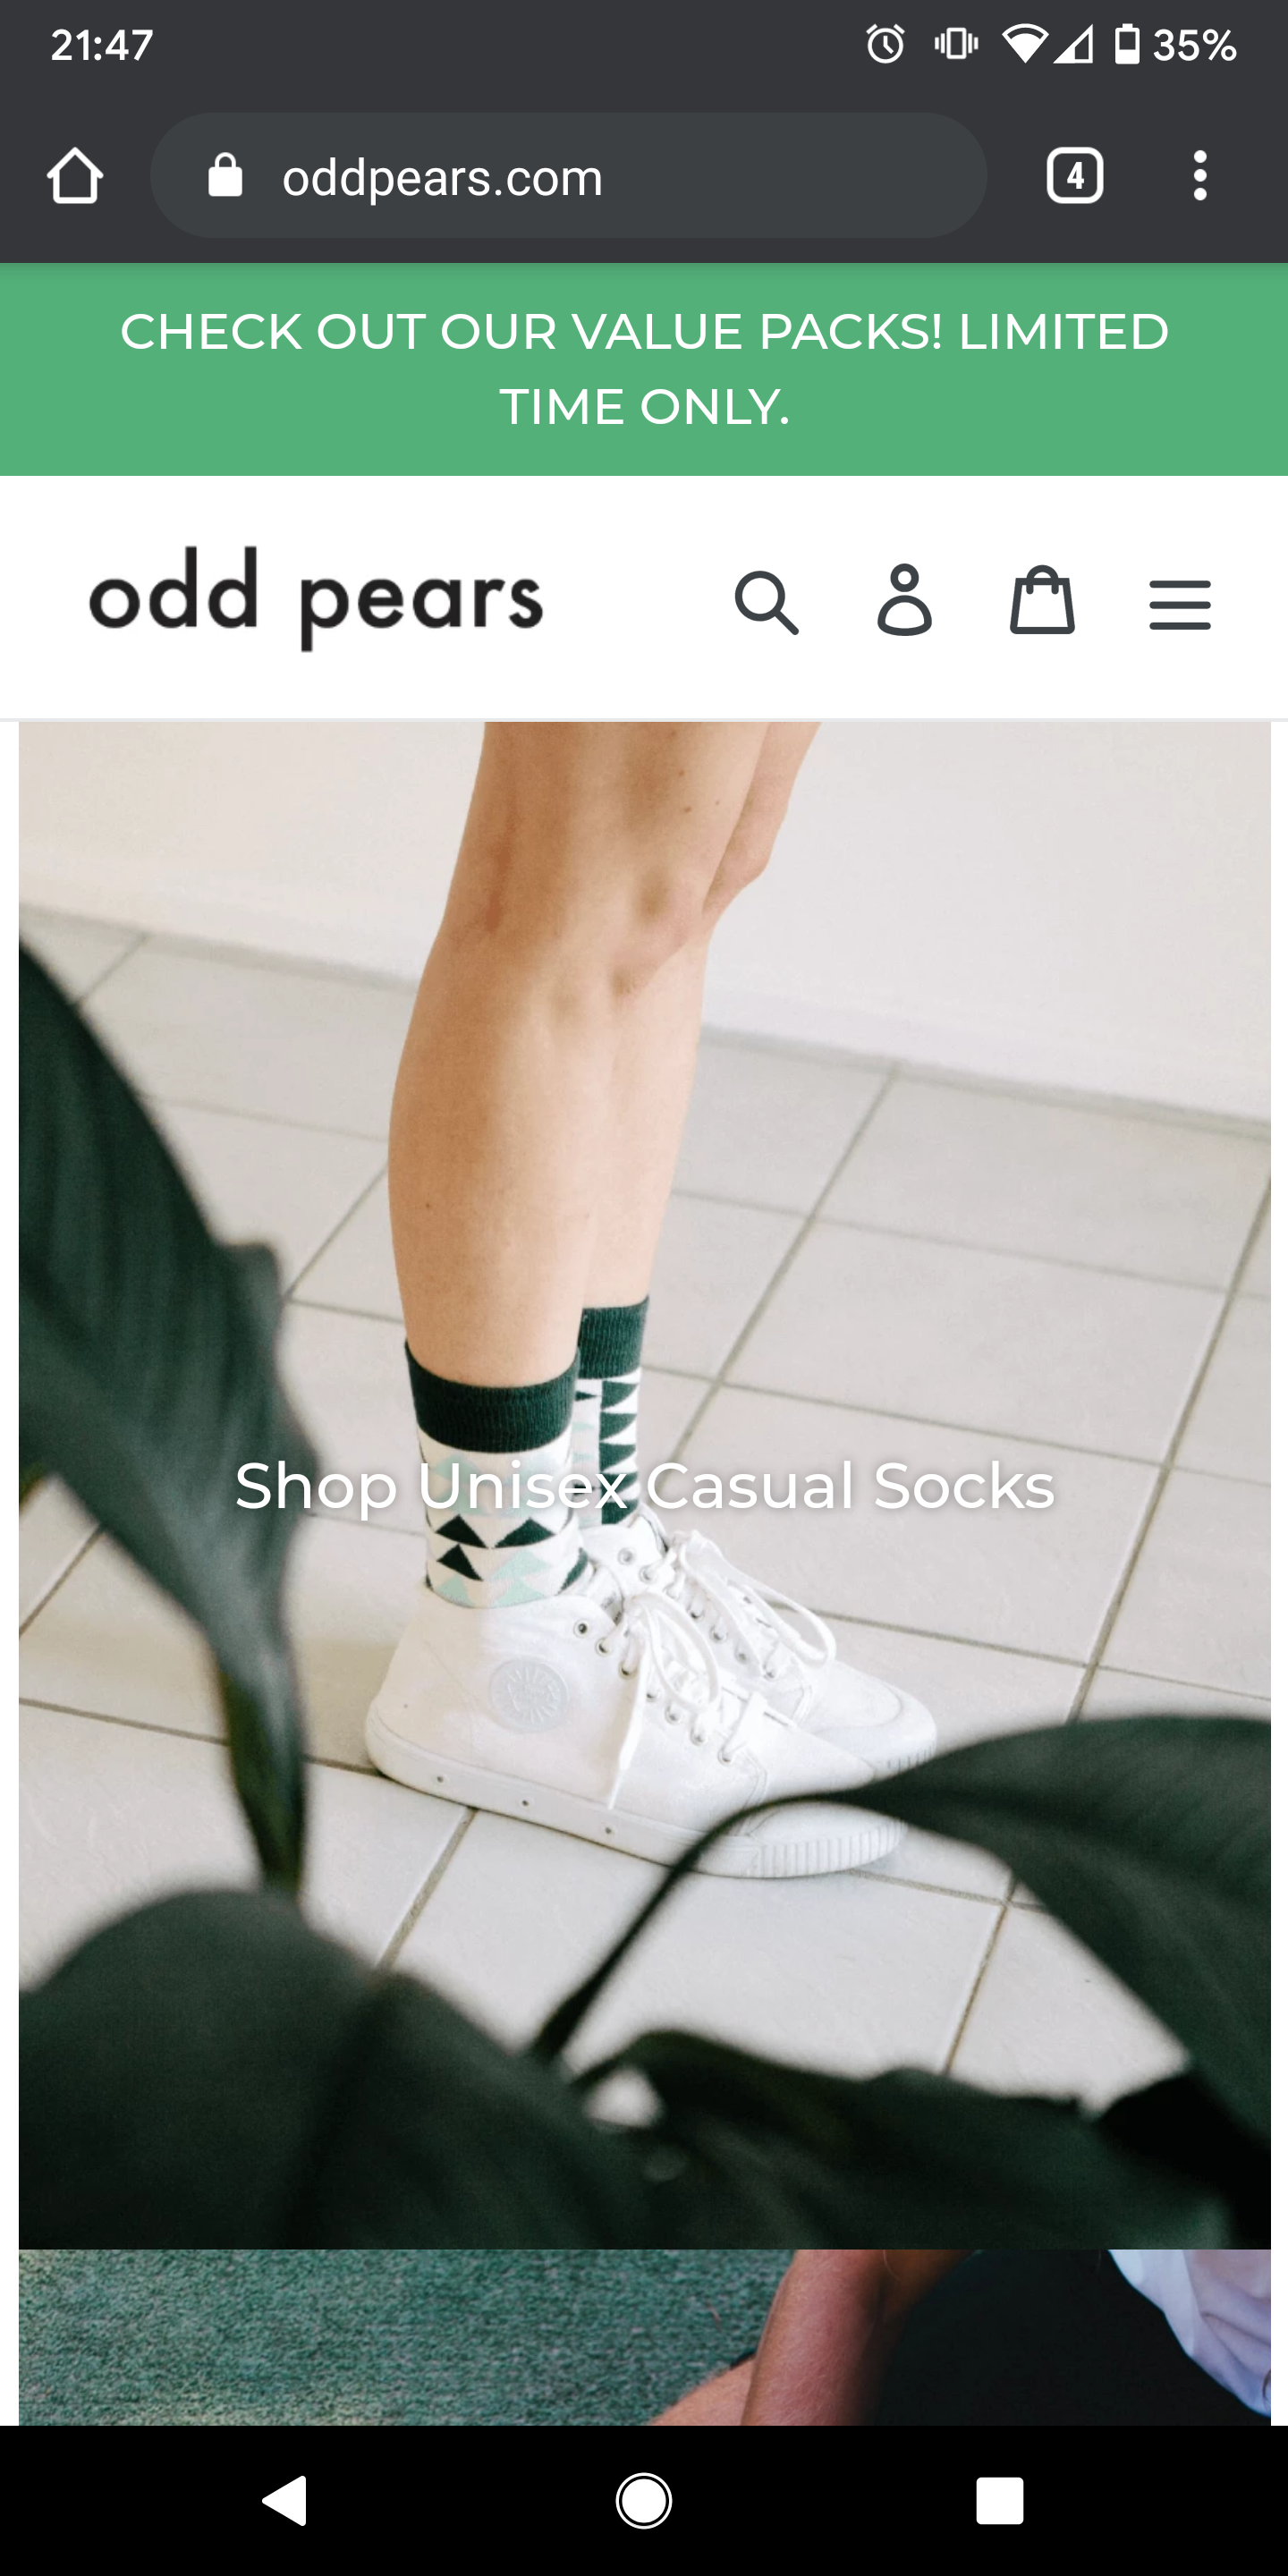 21:47
35%
oddpears.com
4
CHECK OUT OUR VALUE PACKS! LIMITED
TIME ONLY.
odd pears
Shop Unisex Casual Socks